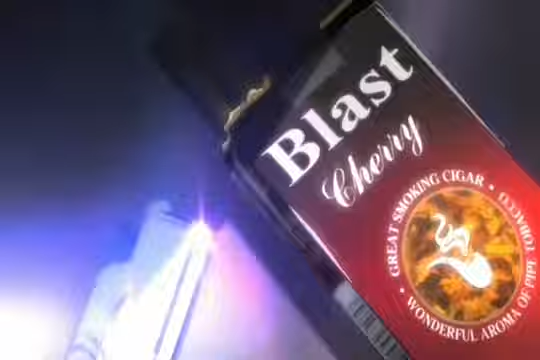 Blast
Cherry
GREAT SMOKING CIGAR •
WONDERFUL AROMA OF PIPE TOBACCO •